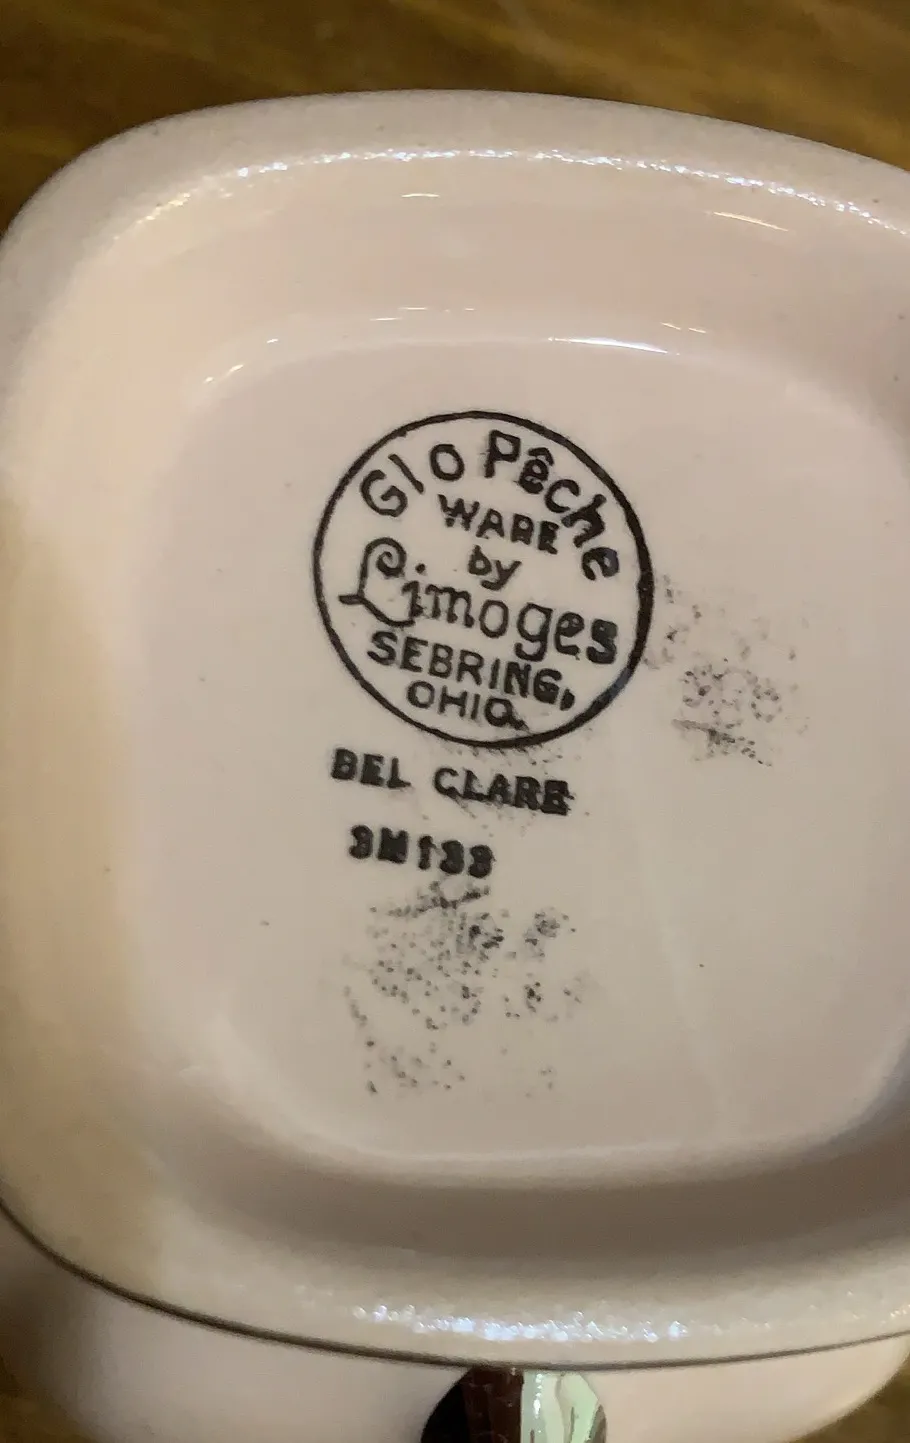 Glo Pêche
WARE
by
Limoges
SEBRING,
OHIO.
BEL CLARE
3M133